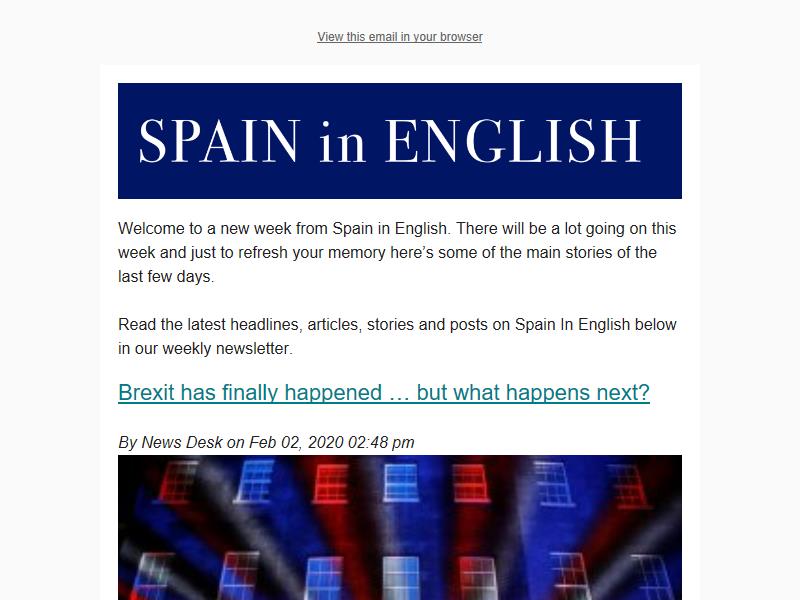 View this email in your browser
SPAIN in ENGLISH
Welcome to a new week from Spain in English. There will be a lot going on this
week and just to refresh your memory here’s some of the main stories of the
last few days.
Read the latest headlines, articles, stories and posts on Spain In English below
in our weekly newsletter.
Brexit has finally happened … but what happens next?
By News Desk on Feb 02, 2020 02:48 pm